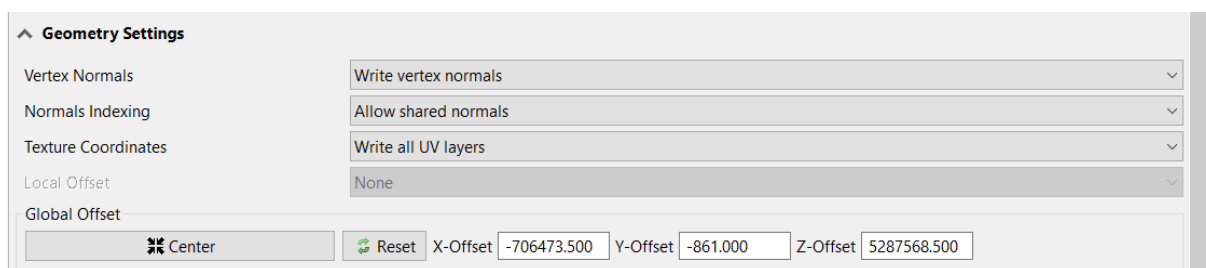 Geometry Settings
Vertex Normals Write vertex normals
Normals Indexing Allow shared normals
Texture Coordinates Write all UV layers
Local Offset None
Global Offset
Center Reset X-Offset -706473.500 Y-Offset -861.000 Z-Offset 5287568.500